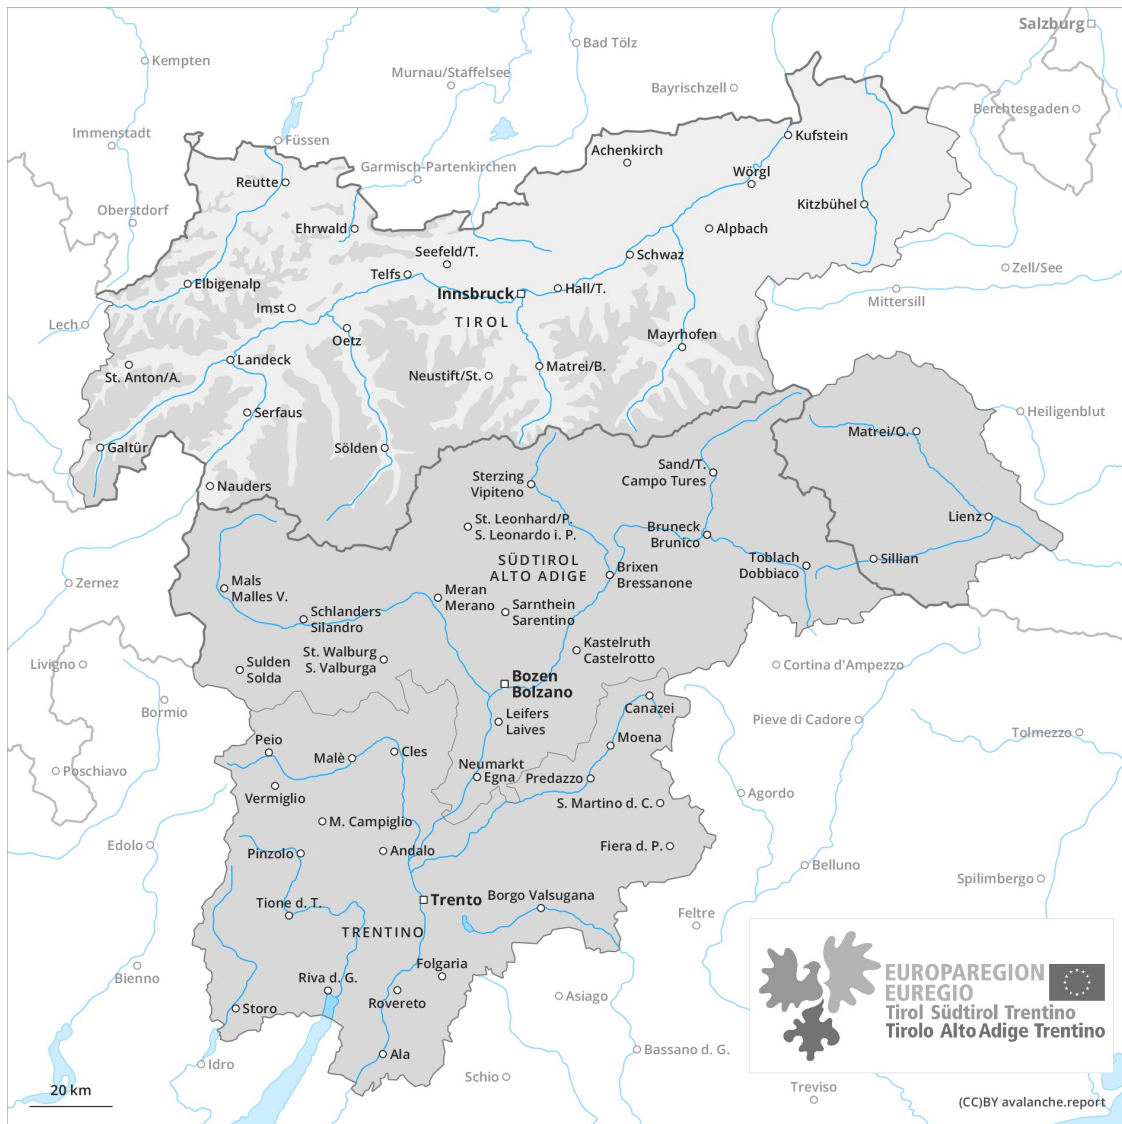 Salzburg
Bad Tölz
Kempten
Murnau/Staffelsee
Bayrischzell
Berchtesgaden
Immenstadt
Füssen
Kufstein
Achenkirch
Garmisch-Partenkirchen
Wörgl
Reutte
Kitzbühel
Oberstdorf
Ehrwald
Alpbach
Seefeld/T.
Schwaz
Telfs
Zell/See
Elbigenalp
Innsbruck
Hall/T.
Mittersill
Imst
TIROL
Lech
Oetz
Mayrhofen
Landeck
Matrei/B.
St. Anton/A.
Neustift/St.
Serfaus
Heiligenblut
Matrei/O.
Galtür
Sölden
Sand/T.
Campo Tures
Sterzing
Vipiteno
Nauders
Lienz
St. Leonhard/P.
S. Leonardo i. P.
Bruneck
Brunico
SÜDTIROL
ALTO ADIGE
Toblach
Dobbiaco
Sillian
Brixen
Bressanone
Zernez
Mals
Malles V.
Meran
Merano
Schlanders
Silandro
Sarnthein
Sarentino
Kastelruth
Castelrotto
St. Walburg
S. Valburga
Livigno
Sulden
Solda
Cortina d'Ampezzo
Bozen
Bolzano
Canazei
Bormio
Leifers
Laives
Pieve di Cadore
Tolmezzo
Peio
Moena
Malè
Cles
Neumarkt
Egna
Predazzo
Poschiavo
Vermiglio
Agordo
S. Martino d. C.
M. Campiglio
Edolo
Fiera d. P.
Pinzolo
Andalo
Belluno
Spilimbergo
Borgo Valsugana
Trento
Tione d. T.
Feltre
TRENTINO
Folgaria
Bienno
Riva d. G.
Rovereto
Asiago
Storo
EUROPAREGION
EUREGIO
Tirol Südtirol Trentino
Tirolo Alto Adige Trentino
Ala
Bassano d. G.
Idro
Schio
Treviso
20 km
(CC)BY avalanche.report